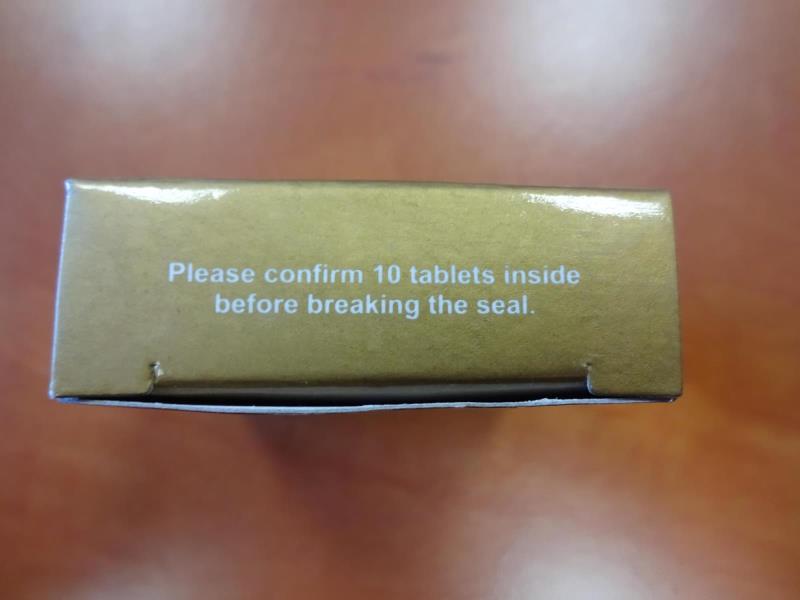 Please confirm 10 tablets inside
before breaking the seal.